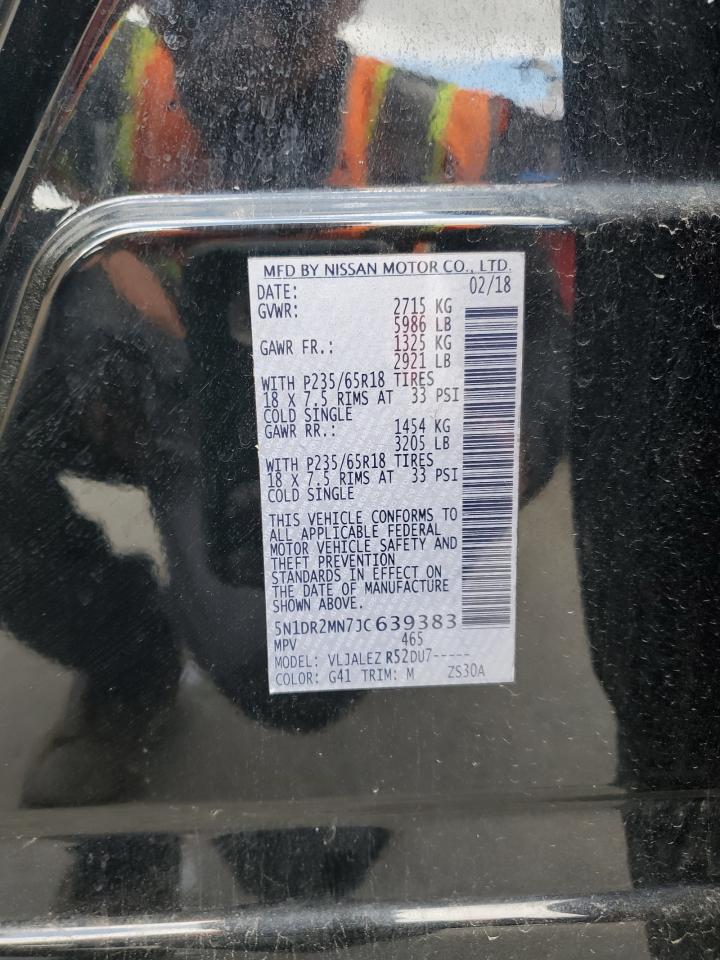 MFD BY NISSAN MOTOR CO., LTD.
DATE: 02/18
GVWR: 2715 KG
5986 LB
GAWR FR.: 1325 KG
2921 LB
WITH P235/65R18 TIRES
18 X 7.5 RIMS AT 33 PSI
COLD SINGLE
GAWR RR.: 1454 KG
3205 LB
WITH P235/65R18 TIRES
18 X 7.5 RIMS AT 33 PSI
COLD SINGLE
THIS VEHICLE CONFORMS TO
ALL APPLICABLE FEDERAL
MOTOR VEHICLE SAFETY AND
THEFT PREVENTION
STANDARDS IN EFFECT ON
THE DATE OF MANUFACTURE
SHOWN ABOVE.
5N1DR2MN7JC639383
MPV 465
MODEL: VLJALEZ R52DU7-----
COLOR: G41 TRIM: M ZS30A